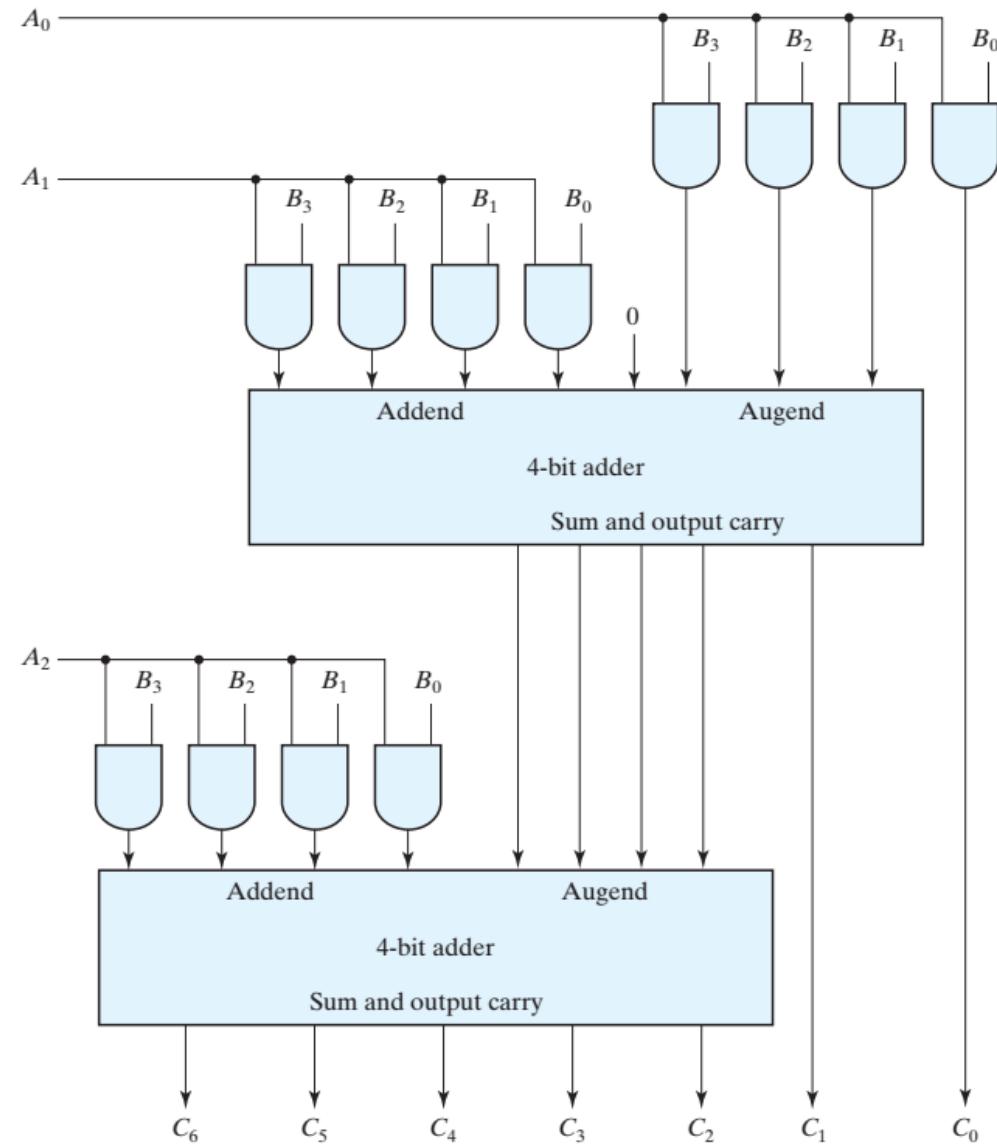 A₀
B₃ B₂ B₁ B₀
A₁
B₃ B₂ B₁ B₀
0
Addend Augend
4-bit adder
Sum and output carry
A₂
B₃ B₂ B₁ B₀
Addend Augend
4-bit adder
Sum and output carry
C₆ C₅ C₄ C₃ C₂ C₁ C₀